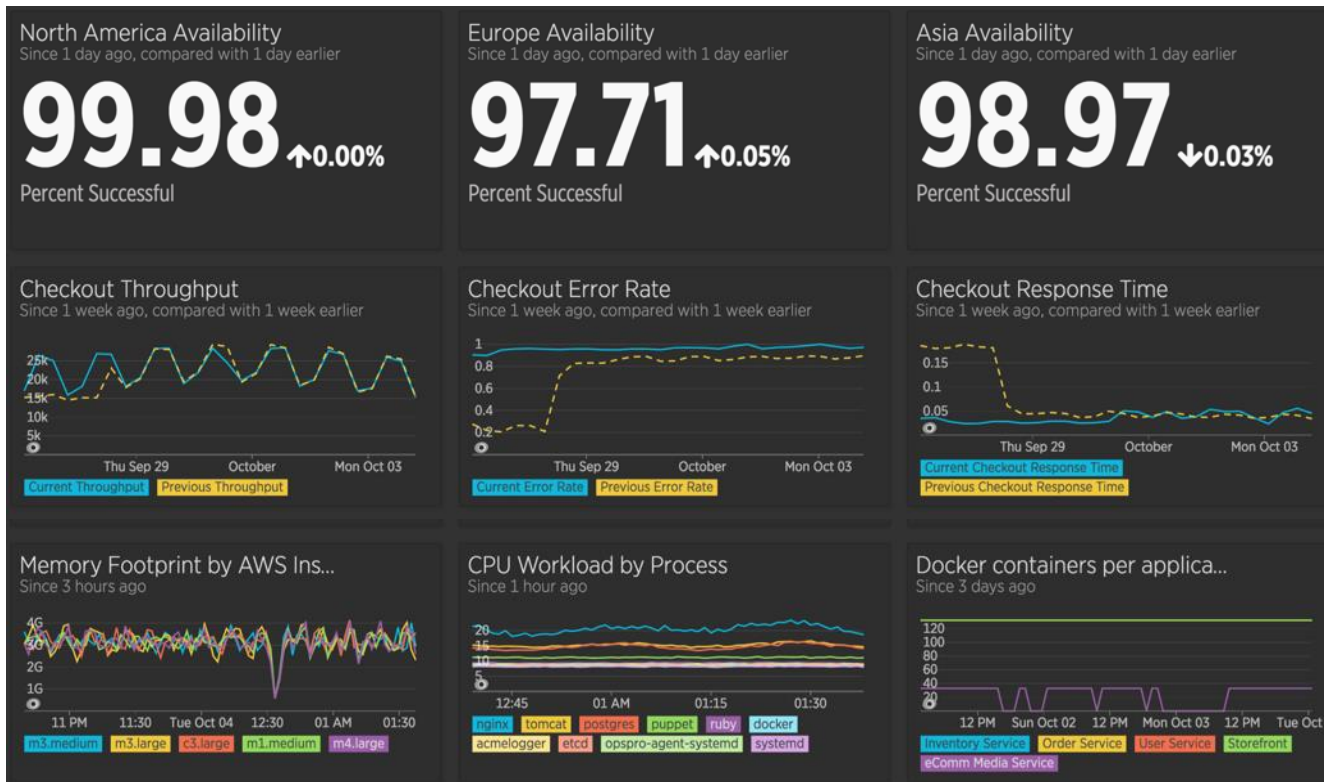 North America Availability
Since 1 day ago, compared with 1 day earlier
99.98 ↑0.00%
Percent Successful
Europe Availability
Since 1 day ago, compared with 1 day earlier
97.71 ↑0.05%
Percent Successful
Asia Availability
Since 1 day ago, compared with 1 day earlier
98.97 ↓0.03%
Percent Successful
Checkout Throughput
Since 1 week ago, compared with 1 week earlier
25k
20k
15k
10k
5k
Thu Sep 29 October Mon Oct 03
Current Throughput Previous Throughput
Checkout Error Rate
Since 1 week ago, compared with 1 week earlier
1
0.8
0.6
0.4
0.2
Thu Sep 29 October Mon Oct 03
Current Error Rate Previous Error Rate
Checkout Response Time
Since 1 week ago, compared with 1 week earlier
0.15
0.1
0.05
Thu Sep 29 October Mon Oct 03
Current Checkout Response Time
Previous Checkout Response Time
Memory Footprint by AWS Ins...
Since 3 hours ago
4G
3G
2G
1G
11 PM 11:30 Tue Oct 04 12:30 01 AM 01:30
m3.medium m3.large c3.large m1.medium m4.large
CPU Workload by Process
Since 1 hour ago
20
15
10
5
12:45 01 AM 01:15 01:30
nginx tomcat postgres puppet ruby docker
acmelogger etcd opspro-agent-systemd systemd
Docker containers per applica...
Since 3 days ago
120
100
80
60
40
20
12 PM Sun Oct 02 12 PM Mon Oct 03 12 PM Tue Oct
Inventory Service Order Service User Service Storefront
eComm Media Service